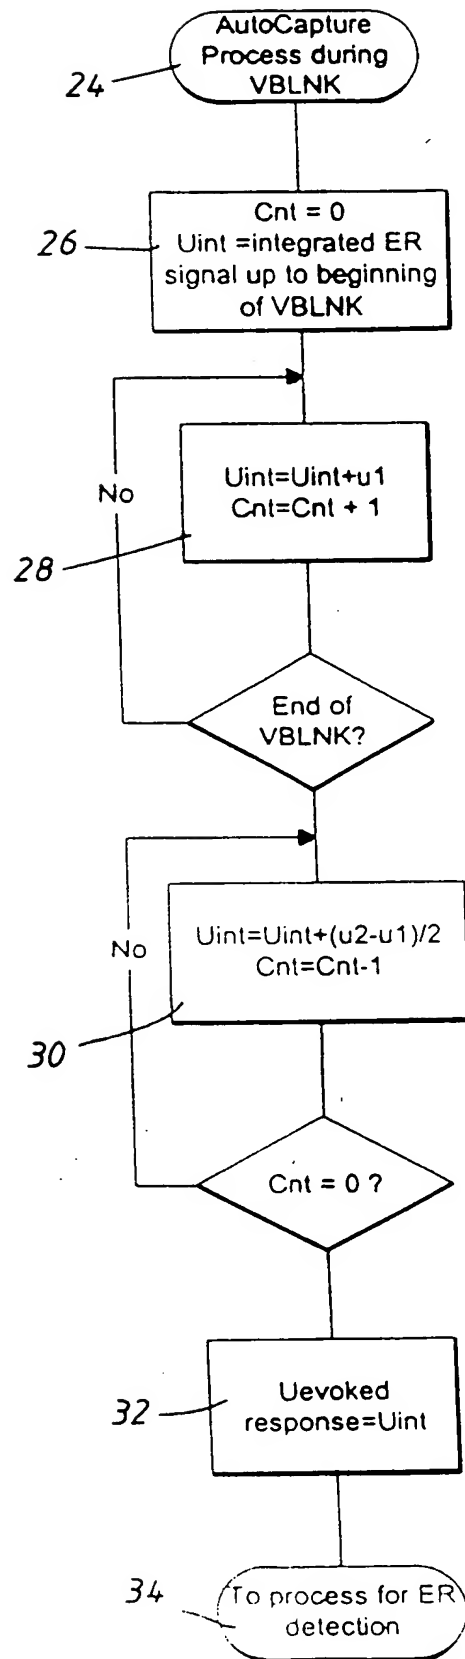 AutoCapture
Process during
VBLNK
24
Cnt = 0
Uint =integrated ER
signal up to beginning
of VBLNK
26
Uint=Uint+u1
Cnt=Cnt + 1
No
28
End of
VBLNK?
Uint=Uint+(u2-u1)/2
Cnt=Cnt-1
No
30
Cnt = 0 ?
Uevoked
response=Uint
32
To process for ER
detection
34